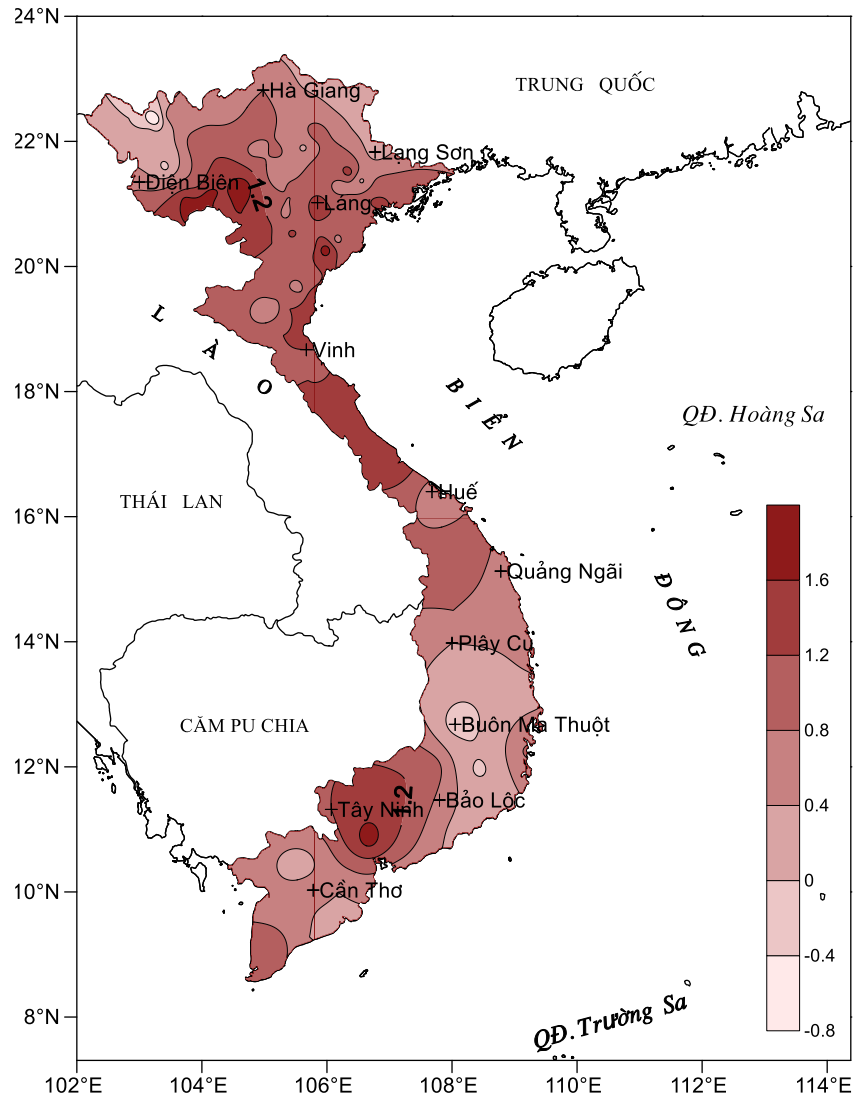 24°N
TRUNG QUỐC
Hà Giang
22°N
Lạng Sơn
Điện Biên
1.2
Láng
20°N
LÀO
Vinh
18°N
BIỂN
QĐ. Hoàng Sa
THÁI LAN
Huế
16°N
Quảng Ngãi
1.6
ĐÔNG
14°N
Plây Cu
1.2
CĂM PU CHIA
Buôn Ma Thuột
0.8
12°N
1.2
Bảo Lộc
Tây Ninh
0.4
10°N
Cần Thơ
0
-0.4
8°N
QĐ. Trường Sa
-0.8
102°E
104°E
106°E
108°E
110°E
112°E
114°E